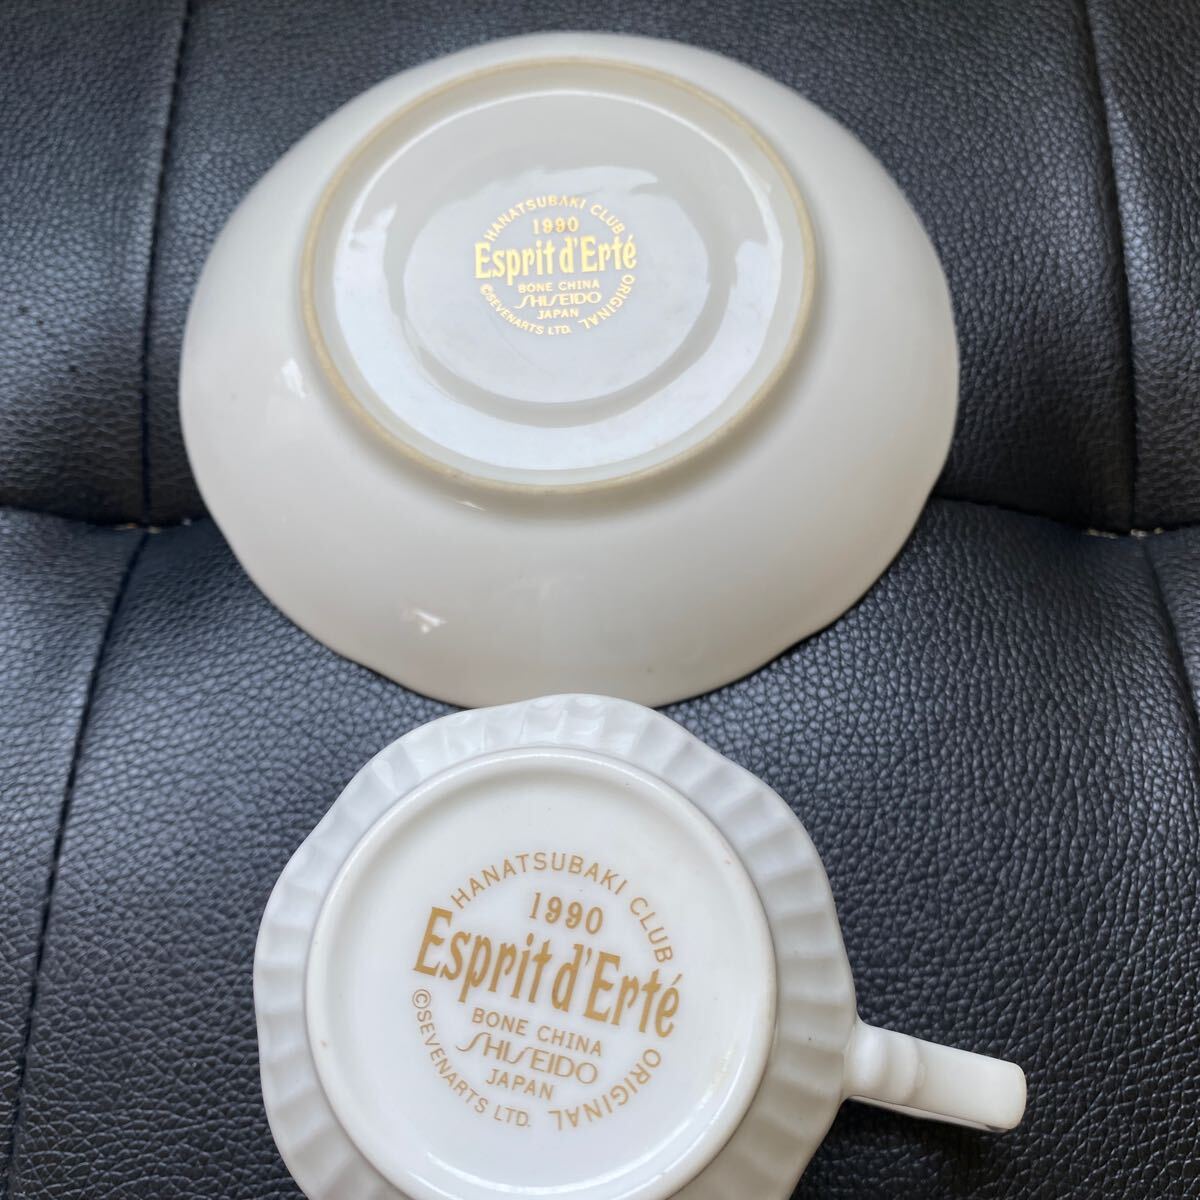 HANATSUBAKI CLUB ORIGINAL
1990
Esprit d'Erté
BONE CHINA
SHISEIDO
JAPAN
©SEVENARTS LTD.
HANATSUBAKI CLUB ORIGINAL
1990
Esprit d'Erté
BONE CHINA
SHISEIDO
JAPAN
©SEVENARTS LTD.